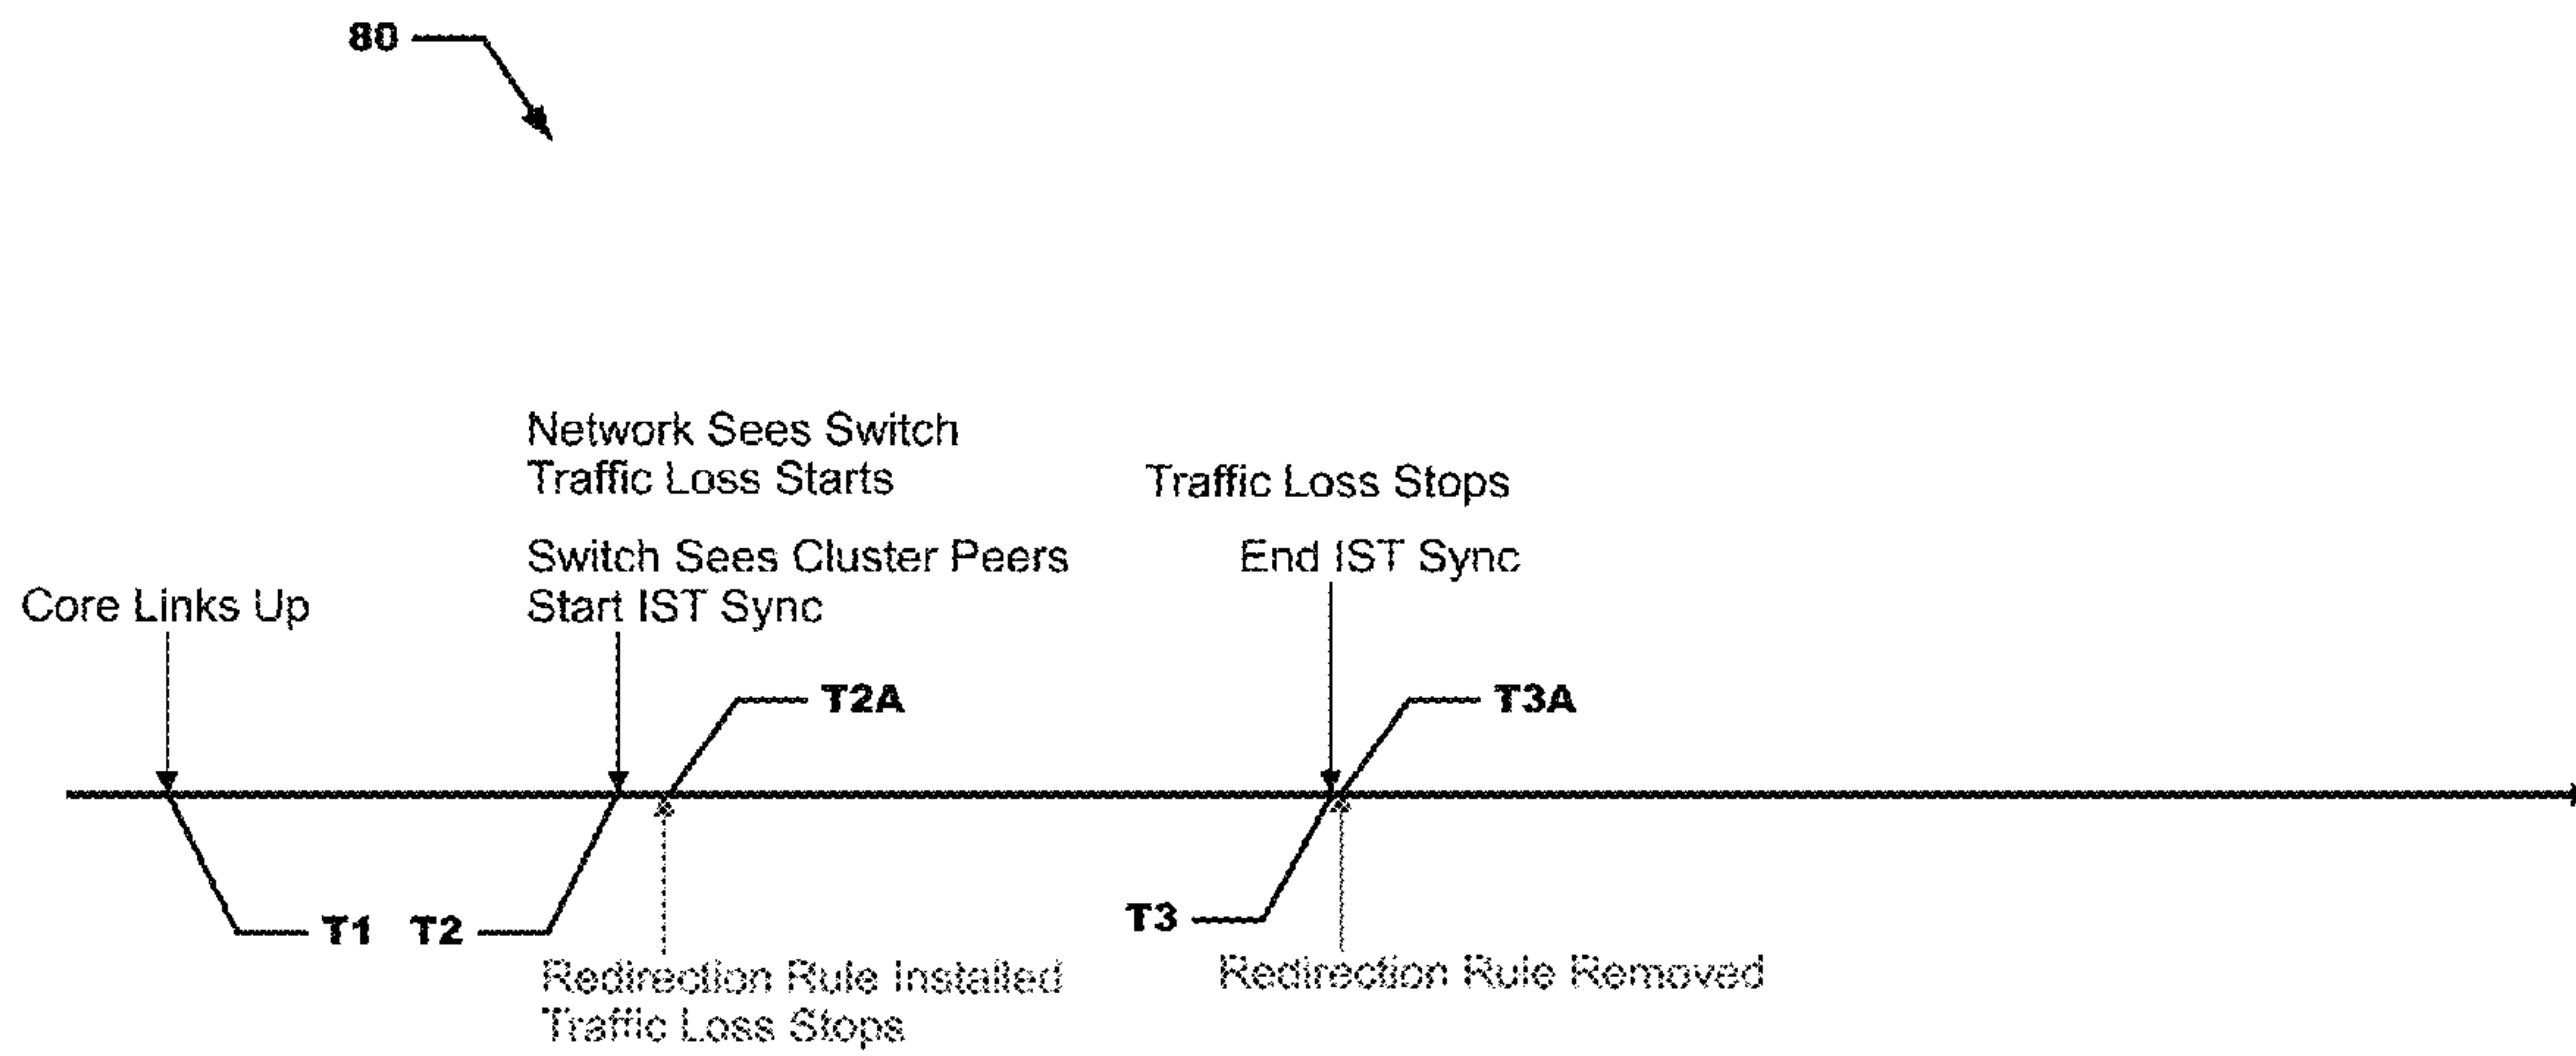 80
Network Sees Switch
Traffic Loss Starts
Traffic Loss Stops
Switch Sees Cluster Peers
Start IST Sync
End IST Sync
Core Links Up
T2A
T3A
T1
T2
T3
Redirection Rule Installed
Traffic Loss Stops
Redirection Rule Removed